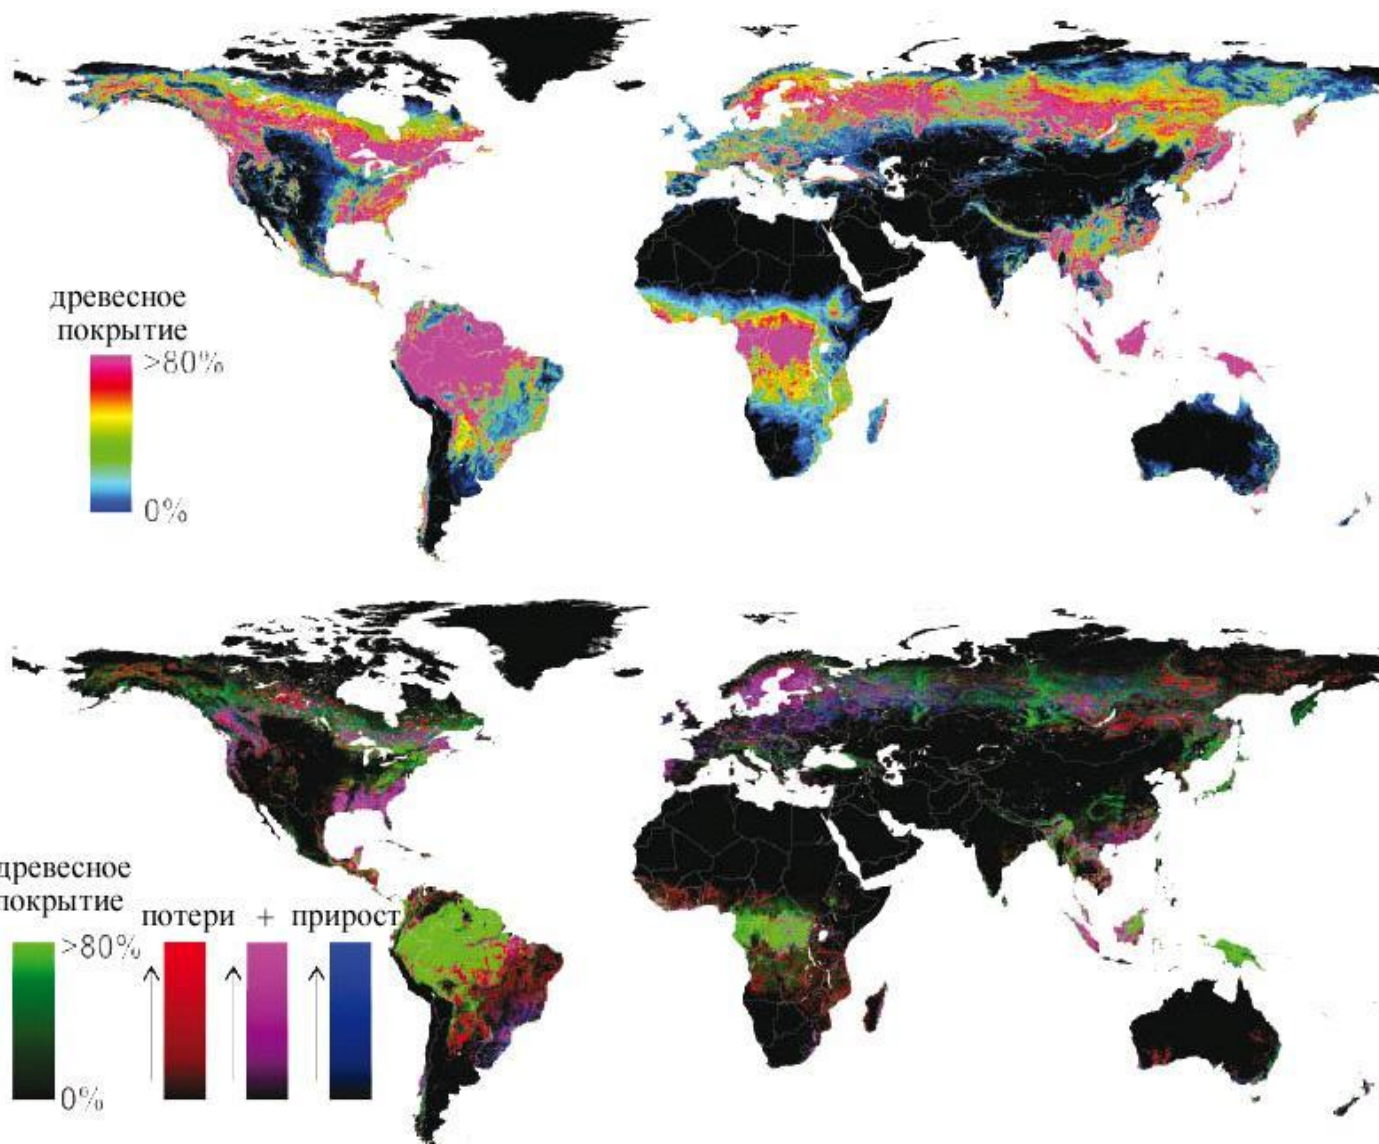 древесное
покрытие
>80%
0%
древесное
покрытие
потери + прирост
>80%
0%